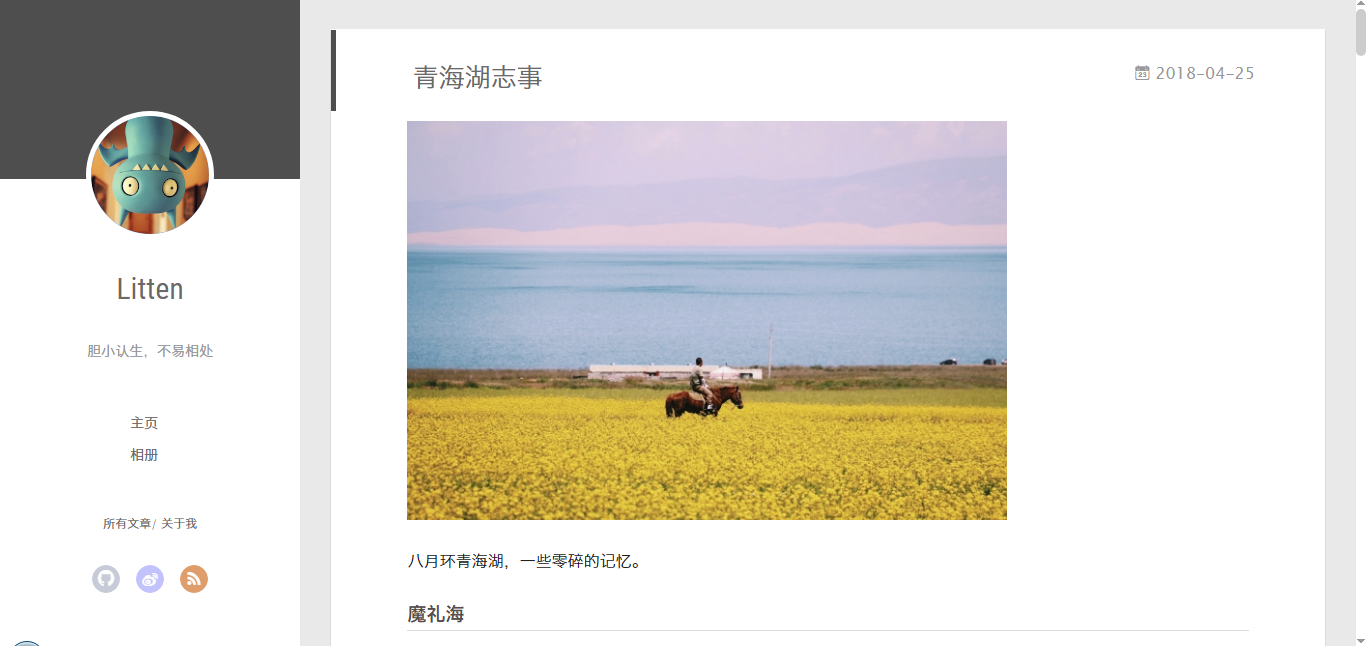 Litten
胆小认生，不易相处
主页
相册
所有文章/ 关于我
青海湖志事
23 2018-04-25
八月环青海湖，一些零碎的记忆。
魔礼海